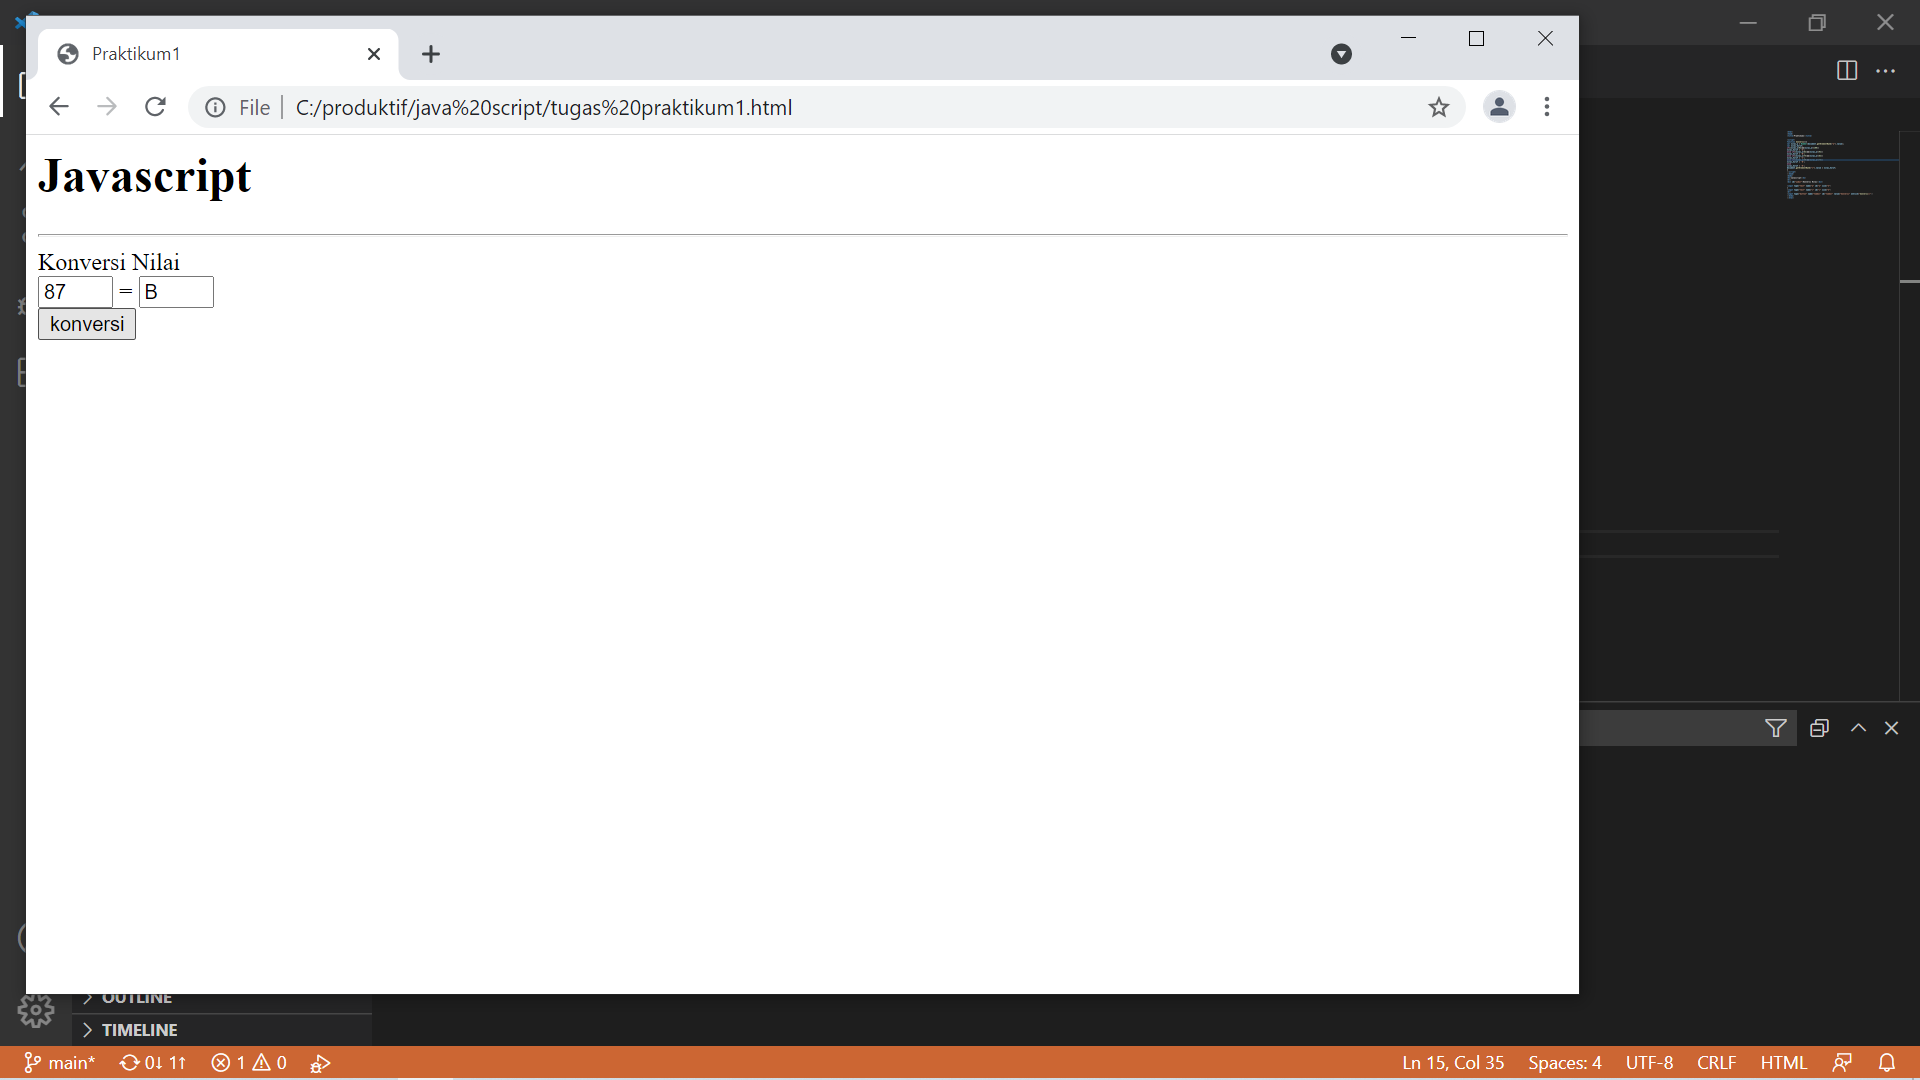 Praktikum1
File C:/produktif/java%20script/tugas%20praktikum1.html
Javascript
Konversi Nilai
87 = B
konversi
OUTLINE
TIMELINE
main* 0↓ 1↑ 1 0 Ln 15, Col 35 Spaces: 4 UTF-8 CRLF HTML